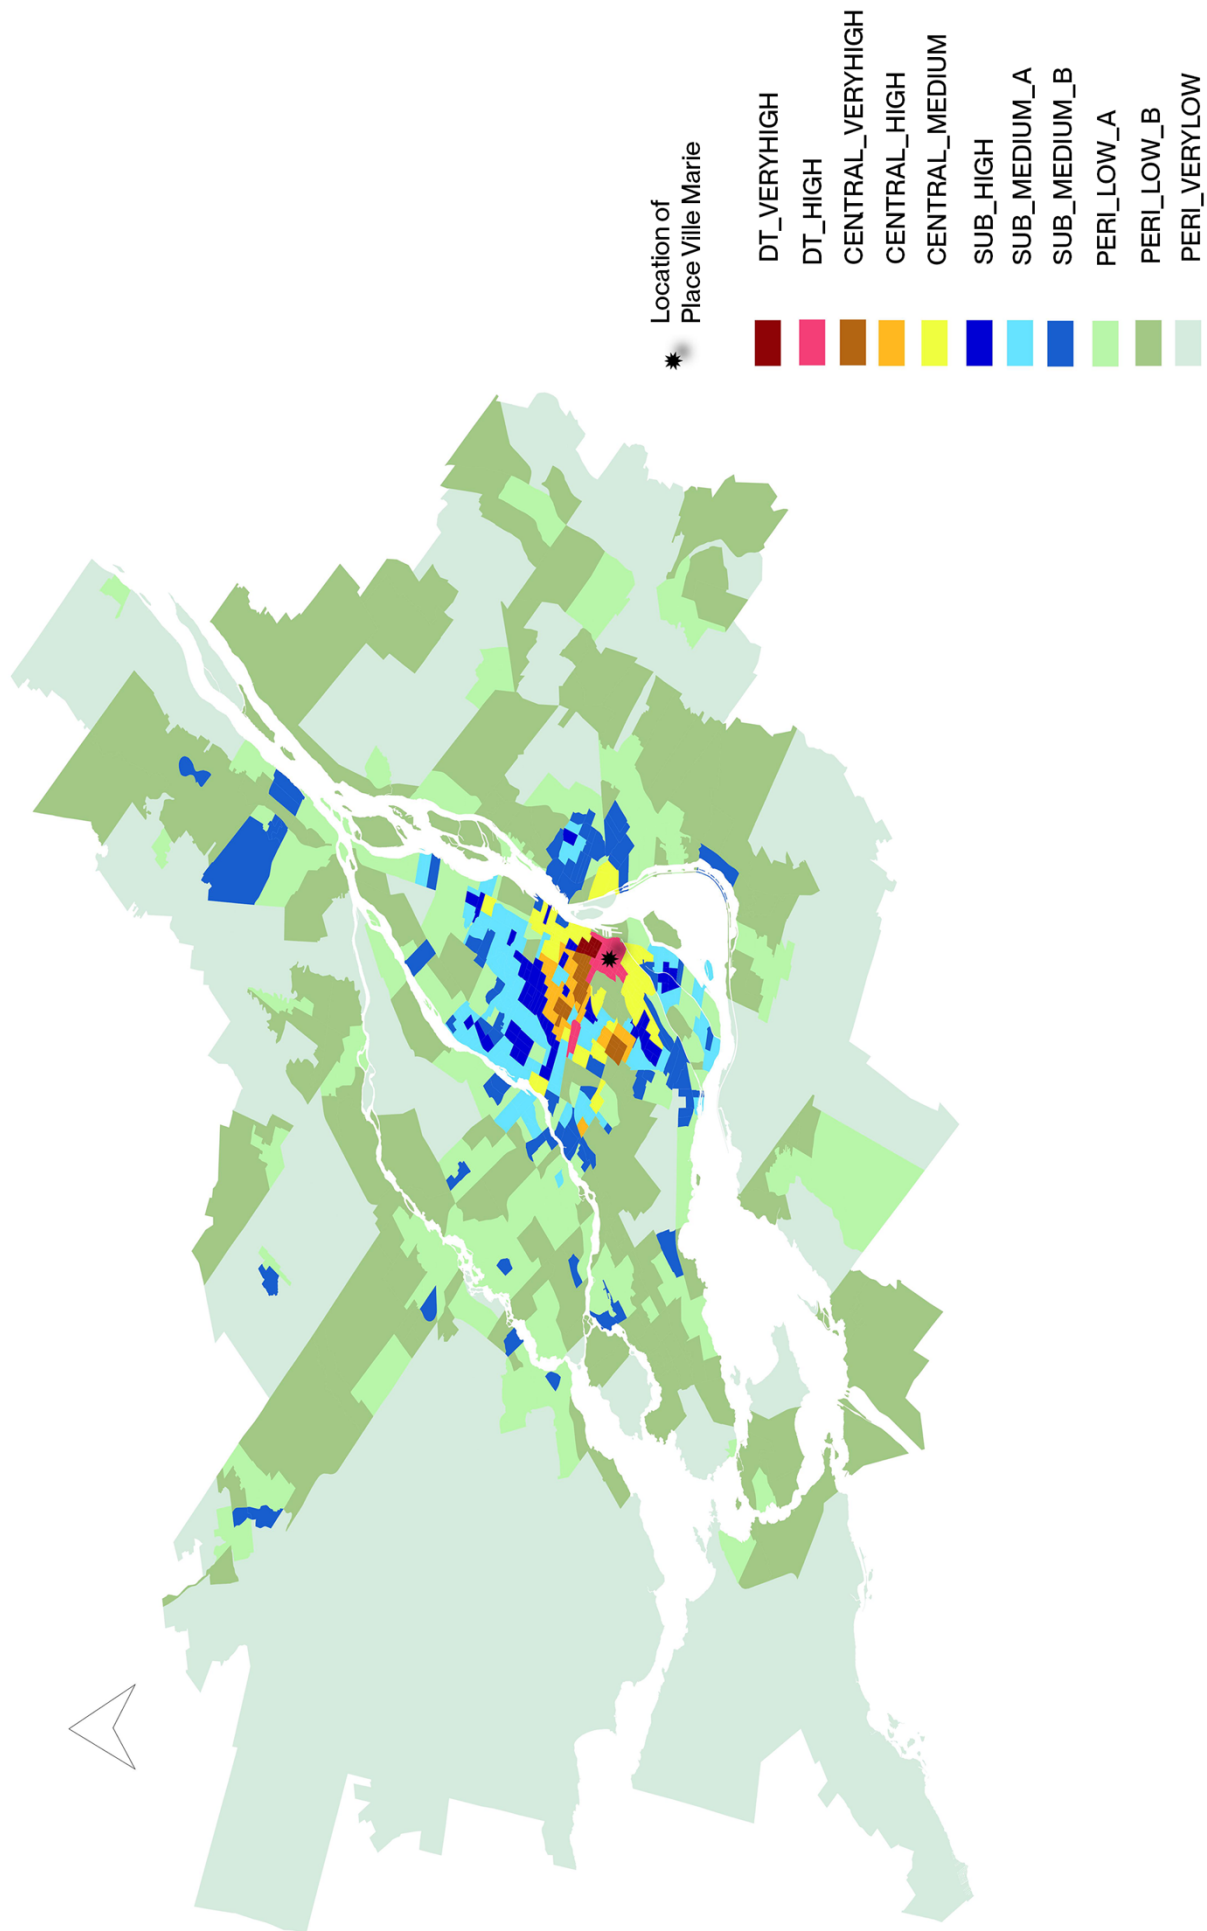 Location of
Place Ville Marie
DT_VERYHIGH
DT_HIGH
CENTRAL_VERYHIGH
CENTRAL_HIGH
CENTRAL_MEDIUM
SUB_HIGH
SUB_MEDIUM_A
SUB_MEDIUM_B
PERI_LOW_A
PERI_LOW_B
PERI_VERYLOW